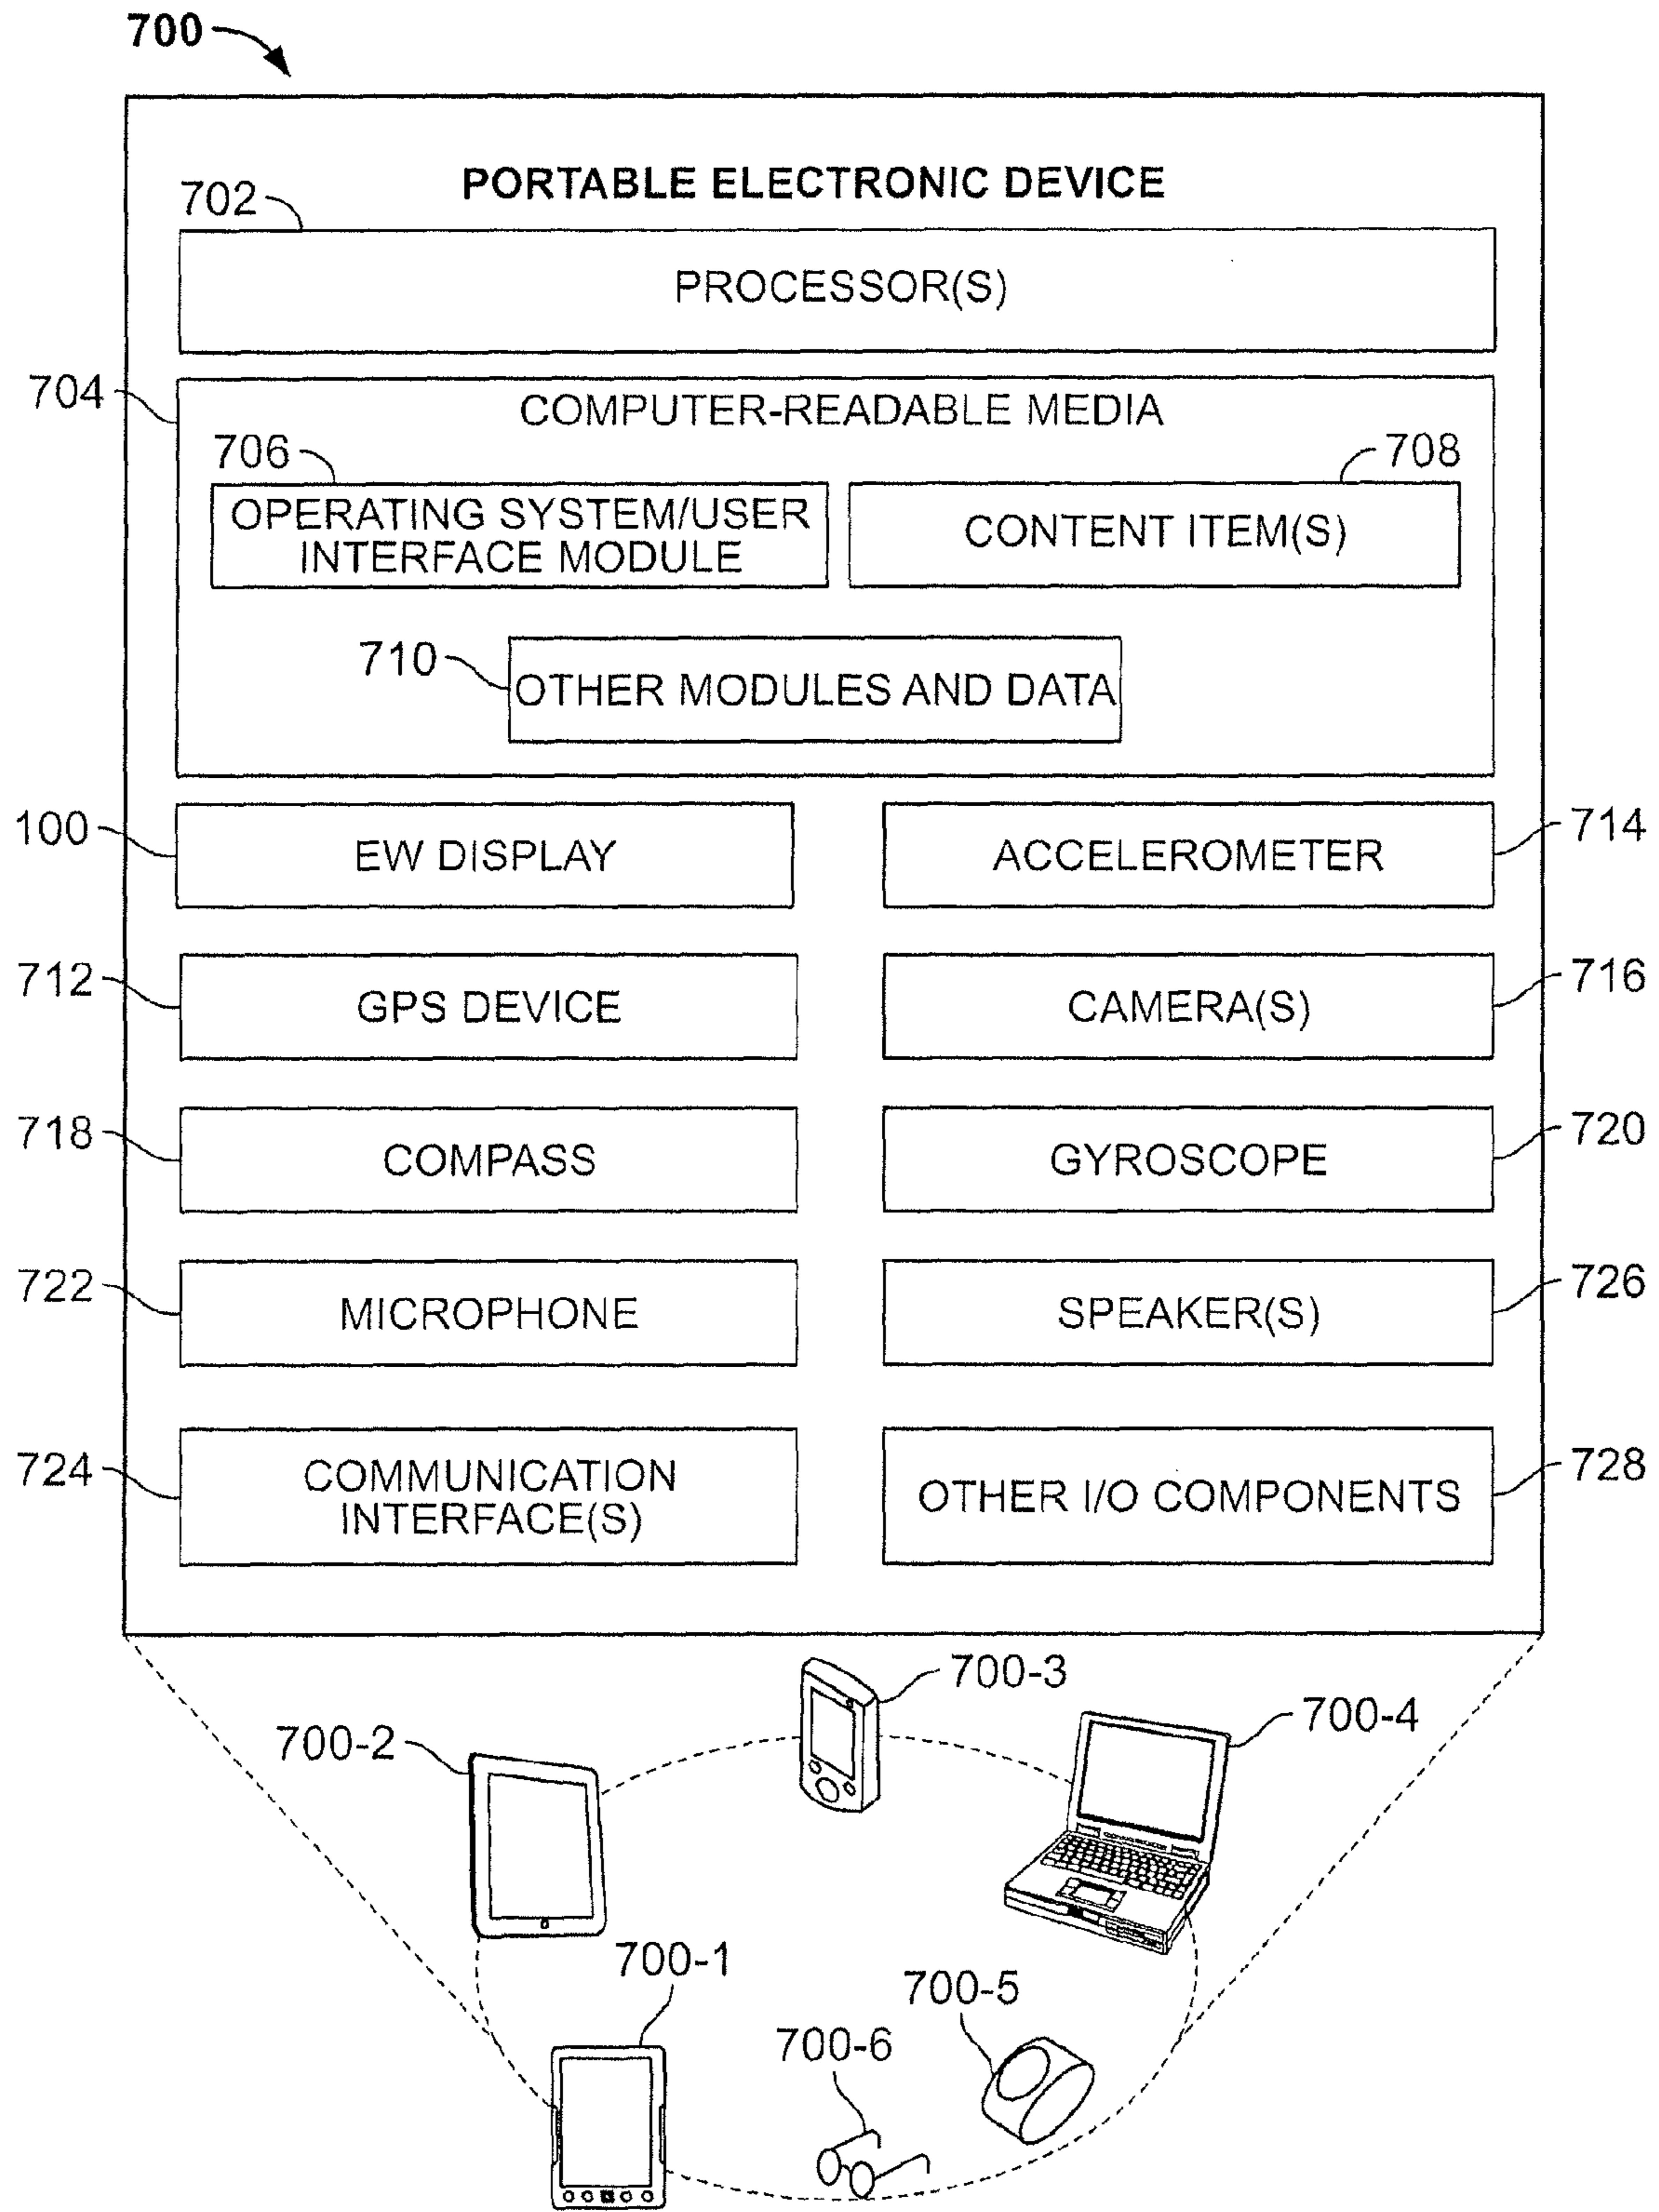 700
PORTABLE ELECTRONIC DEVICE
702
PROCESSOR(S)
704
COMPUTER-READABLE MEDIA
706
708
OPERATING SYSTEM/USER
INTERFACE MODULE
CONTENT ITEM(S)
710
OTHER MODULES AND DATA
100
EW DISPLAY
ACCELEROMETER
714
712
GPS DEVICE
CAMERA(S)
716
718
COMPASS
GYROSCOPE
720
722
MICROPHONE
SPEAKER(S)
726
724
COMMUNICATION
INTERFACE(S)
OTHER I/O COMPONENTS
728
700-3
700-2
700-4
700-1
700-5
700-6